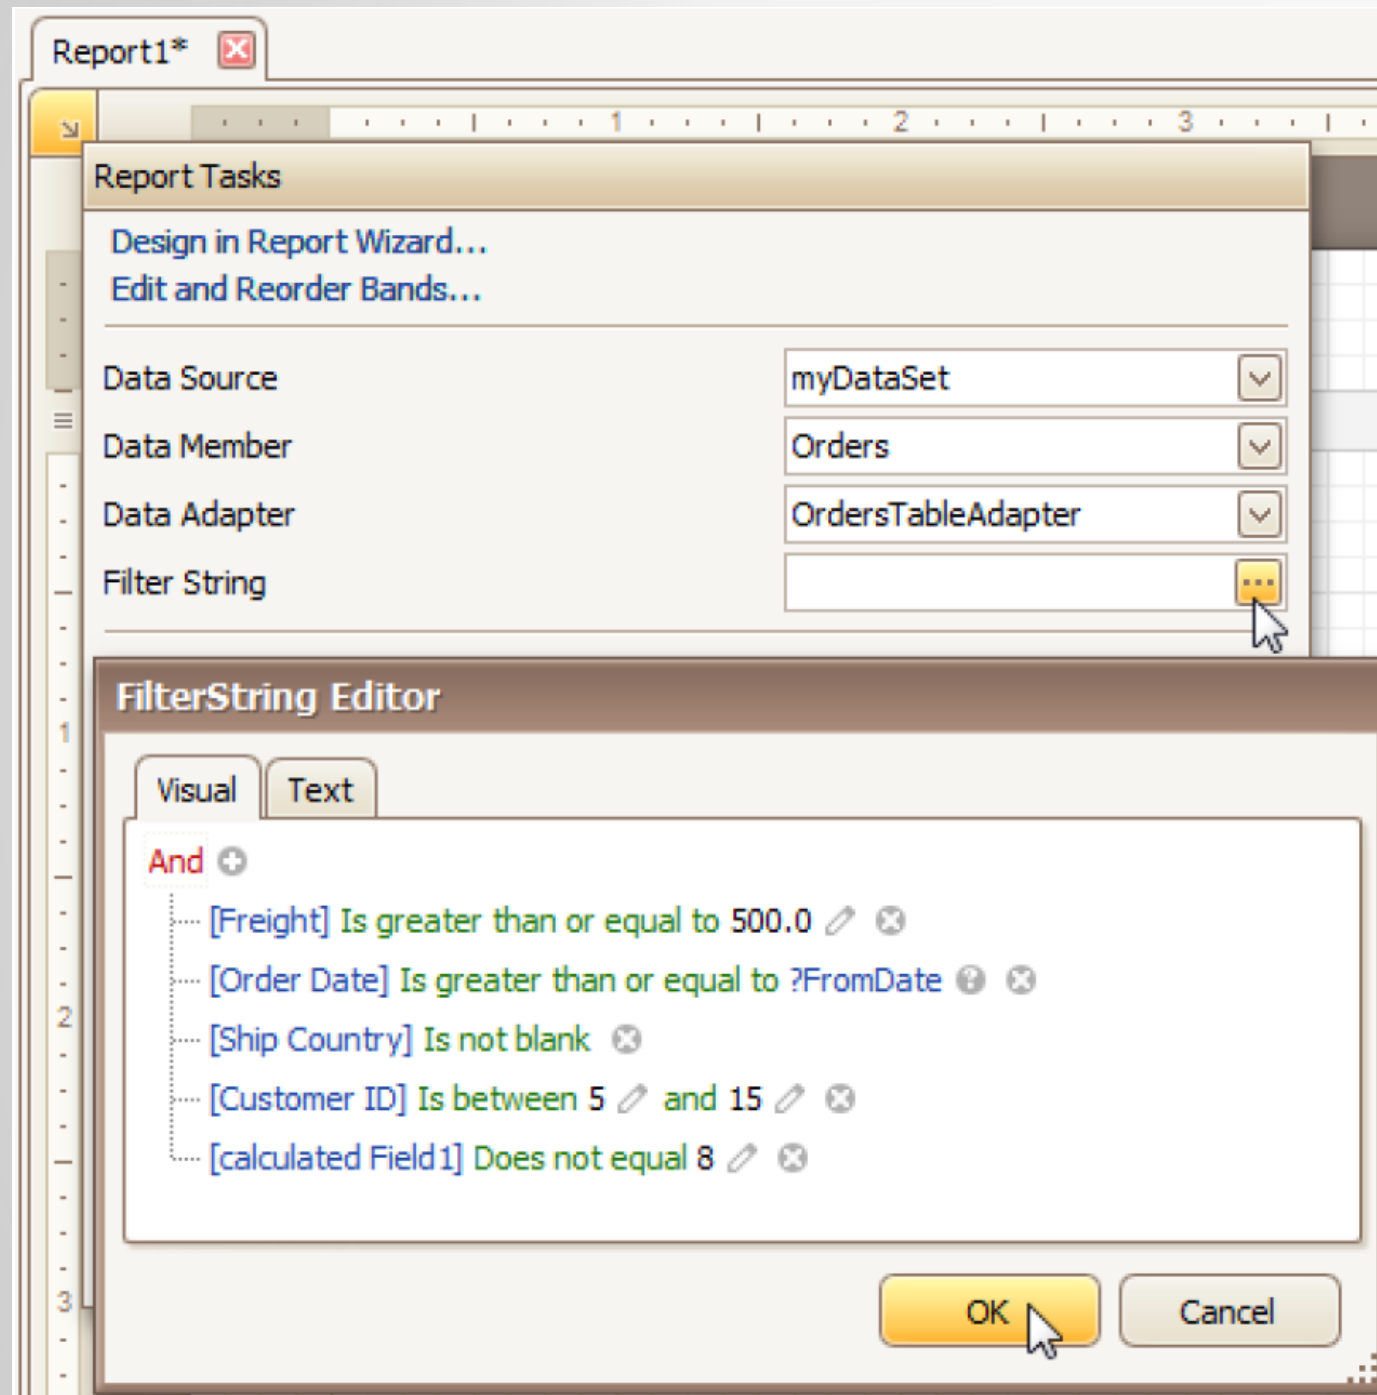 Report1*
1 2 3
Report Tasks
Design in Report Wizard...
Edit and Reorder Bands...
Data Source myDataSet
Data Member Orders
Data Adapter OrdersTableAdapter
Filter String
FilterString Editor
1
Visual Text
And
[Freight] Is greater than or equal to 500.0
[Order Date] Is greater than or equal to ?FromDate
2
[Ship Country] Is not blank
[Customer ID] Is between 5 and 15
[calculated Field1] Does not equal 8
3
OK Cancel